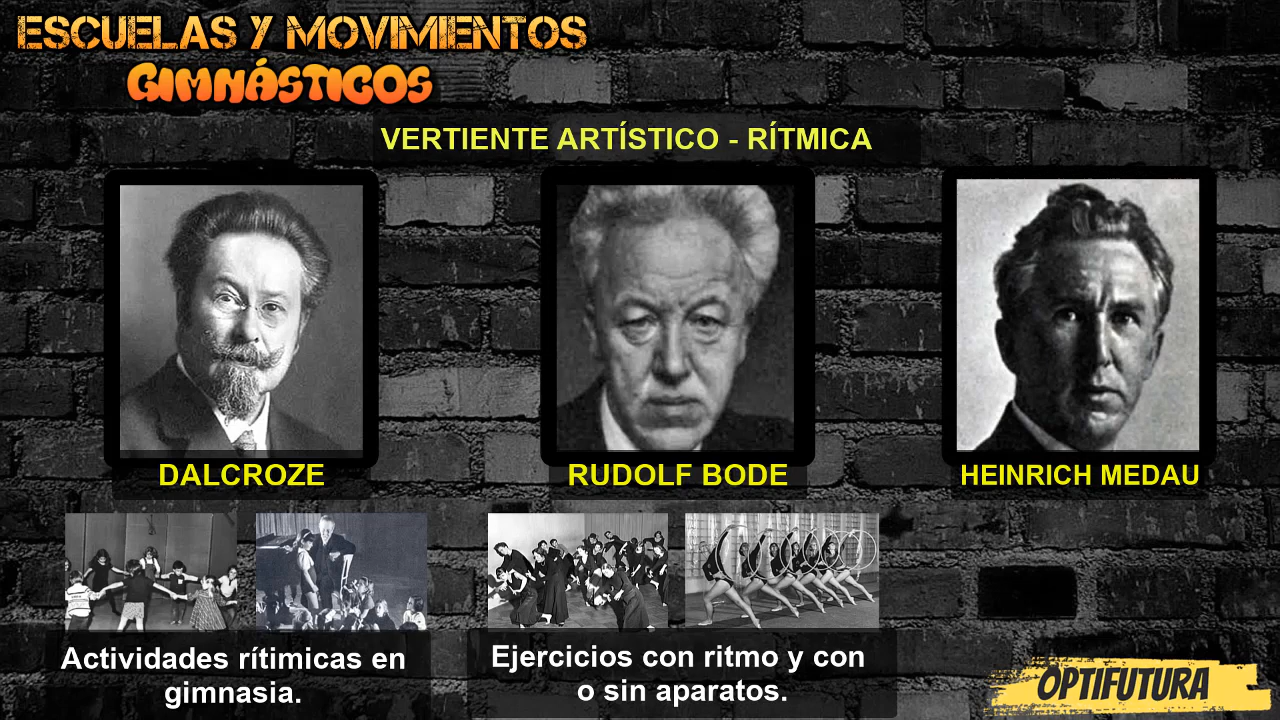 ESCUELAS Y MOVIMIENTOS
GIMNÁSTICOS
VERTIENTE ARTÍSTICO - RÍTMICA
DALCROZE
RUDOLF BODE
HEINRICH MEDAU
Actividades rítimicas en
gimnasia.
Ejercicios con ritmo y con
o sin aparatos.
OPTIFUTURA